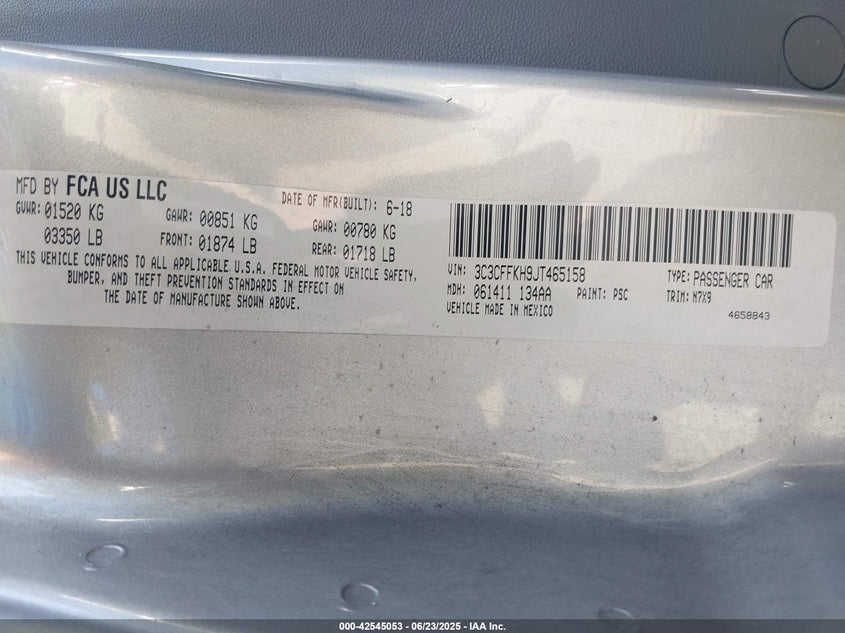 MFD BY FCA US LLC DATE OF MFR(BUILT): 6-18
GVWR: 01520 KG GAWR: 00851 KG GAWR: 00780 KG
03350 LB FRONT: 01874 LB REAR: 01718 LB
THIS VEHICLE CONFORMS TO ALL APPLICABLE U.S.A. FEDERAL MOTOR VEHICLE SAFETY,
BUMPER, AND THEFT PREVENTION STANDARDS IN EFFECT ON
THE DATE OF MANUFACTURE SHOWN ABOVE.
VIN: 3C3CFFKH9JT465158 TYPE: PASSENGER CAR
MDH: 061411 134AA PAINT: PSC TRIM: N7X9
VEHICLE MADE IN MEXICO 4658843
000-42545053 — 06/23/2025 — IAA Inc.